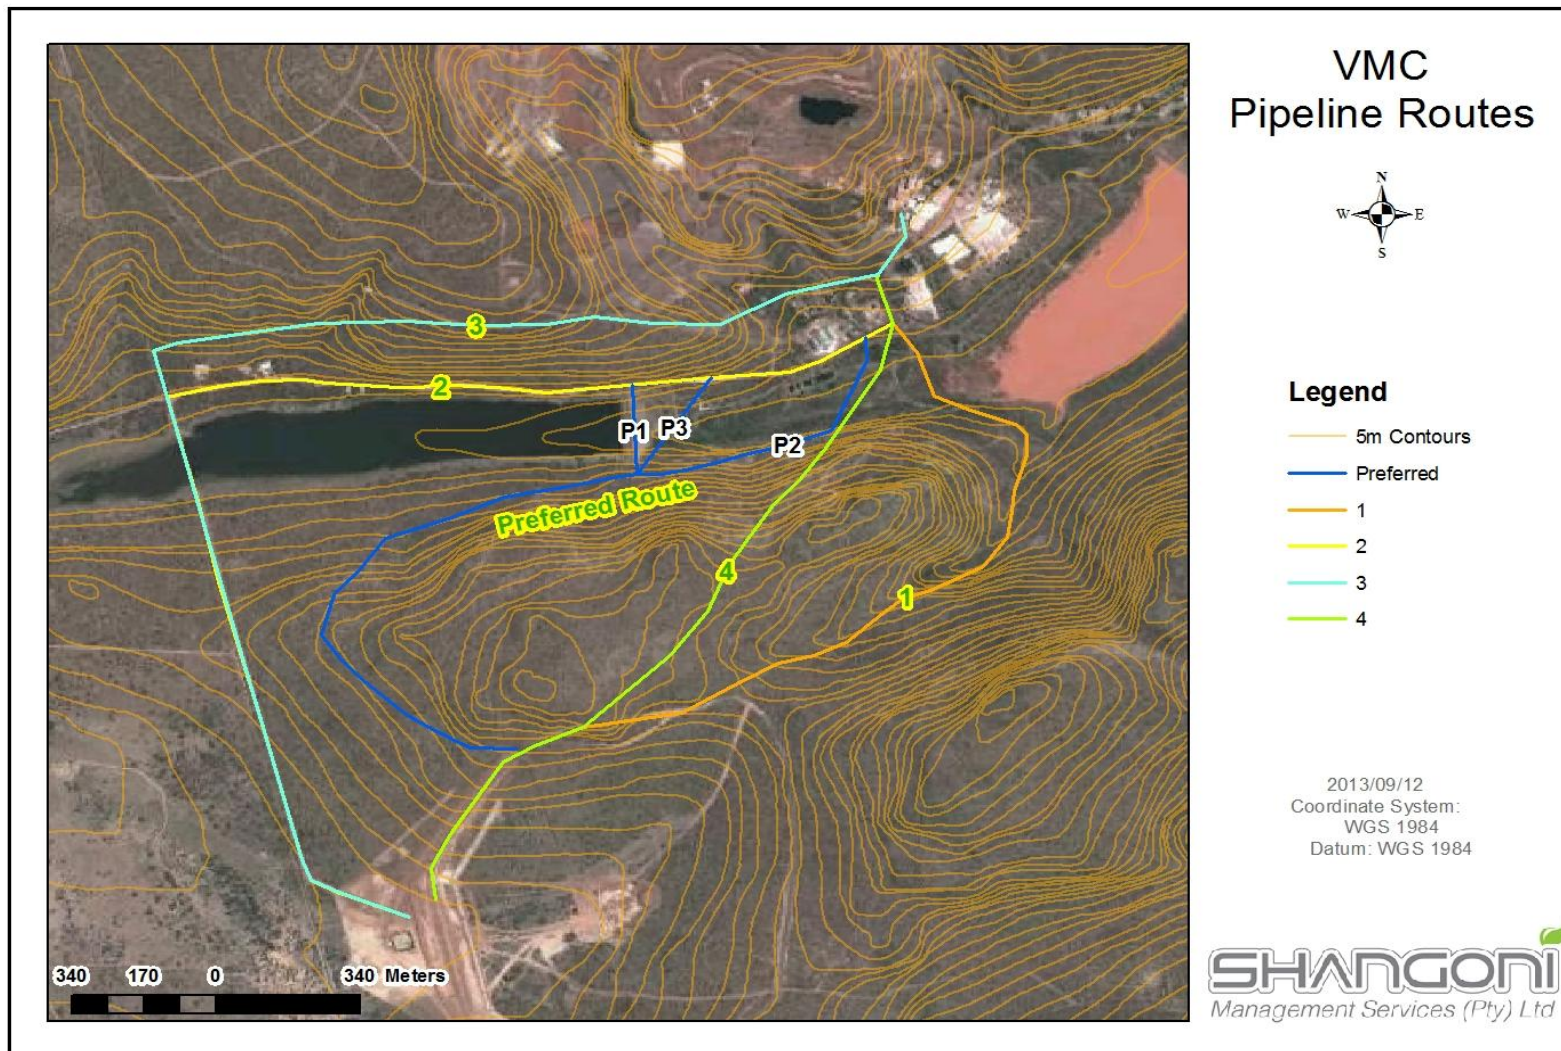 VMC
Pipeline Routes
N
W E
S
3
2
P1 P3
P2
Preferred Route
4
1
340 170 0 340 Meters
Legend
5m Contours
Preferred
1
2
3
4
2013/09/12
Coordinate System:
WGS 1984
Datum: WGS 1984
SHANGONI
Management Services (Pty) Ltd